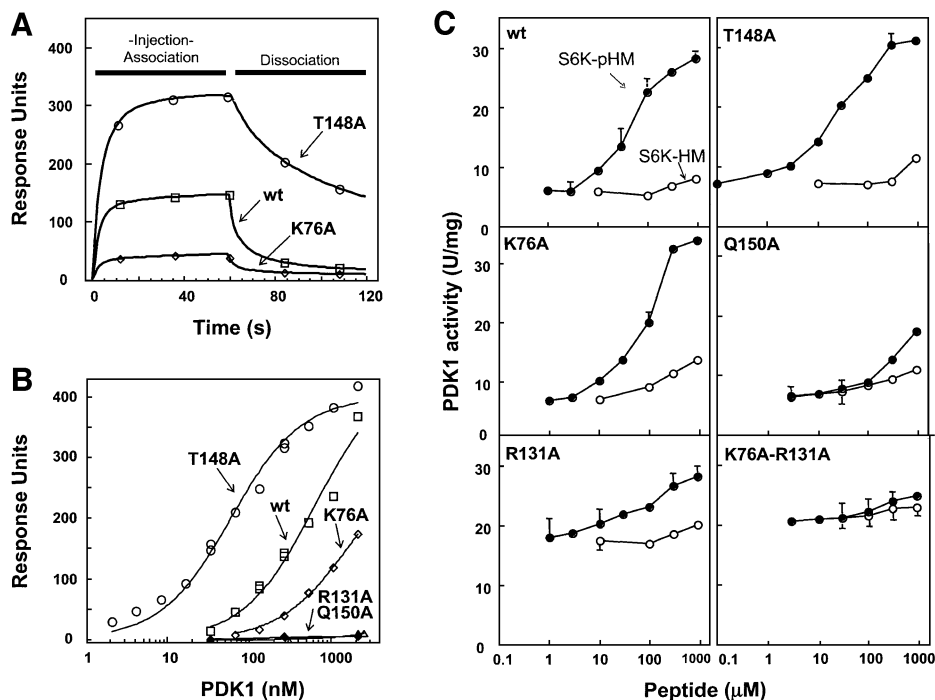 A
-Injection-
Association
Dissociation
450
400
300
200
100
0
Response Units
T148A
wt
K76A
0 40 80 120
Time (s)
B
400
300
200
100
0
Response Units
T148A
wt
K76A
R131A
Q150A
1 10 100 1000
PDK1 (nM)
C
PDK1 activity (U/mg)
wt
S6K-pHM
S6K-HM
30
20
10
0
T148A
K76A
30
20
10
0
Q150A
R131A
30
20
10
0
K76A-R131A
0.1 1 10 100 1000
0.1 1 10 100 1000
Peptide (μM)